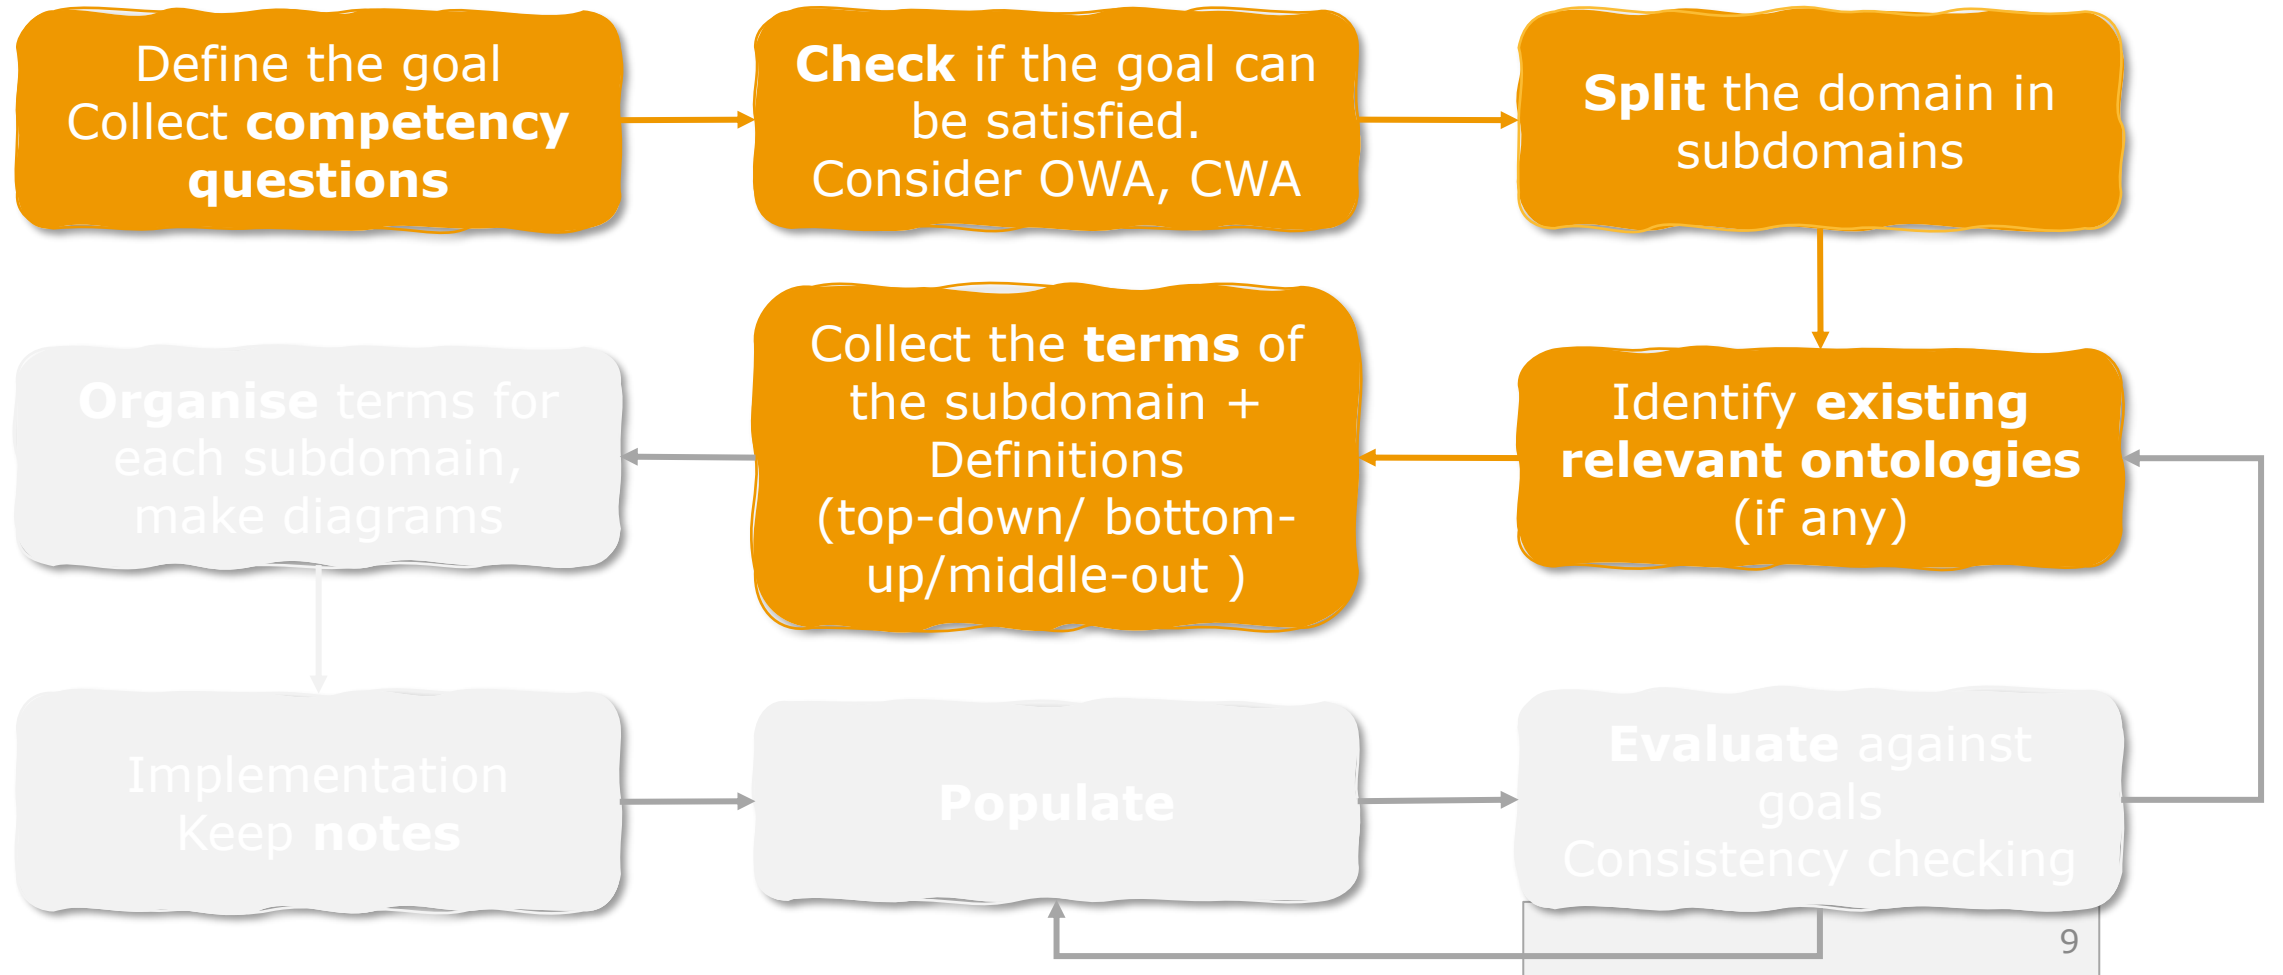 Define the goal
Collect competency
questions
Check if the goal can
be satisfied.
Consider OWA, CWA
Split the domain in
subdomains
Identify existing
relevant ontologies
(if any)
Collect the terms of
the subdomain +
Definitions
(top-down/ bottom-
up/middle-out )
Organise terms for
each subdomain,
make diagrams
Implementation
Keep notes
Populate
Evaluate against
goals
Consistency checking
9